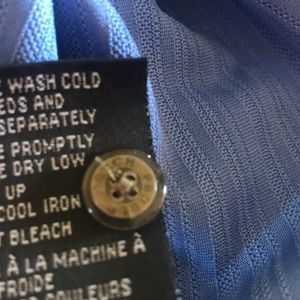 WASH COLD
EDS AND
SEPARATELY
E PROMPTLY
E DRY LOW
UP
COOL IRON
T BLEACH
À LA MACHINE À
FROIDE
COULEURS